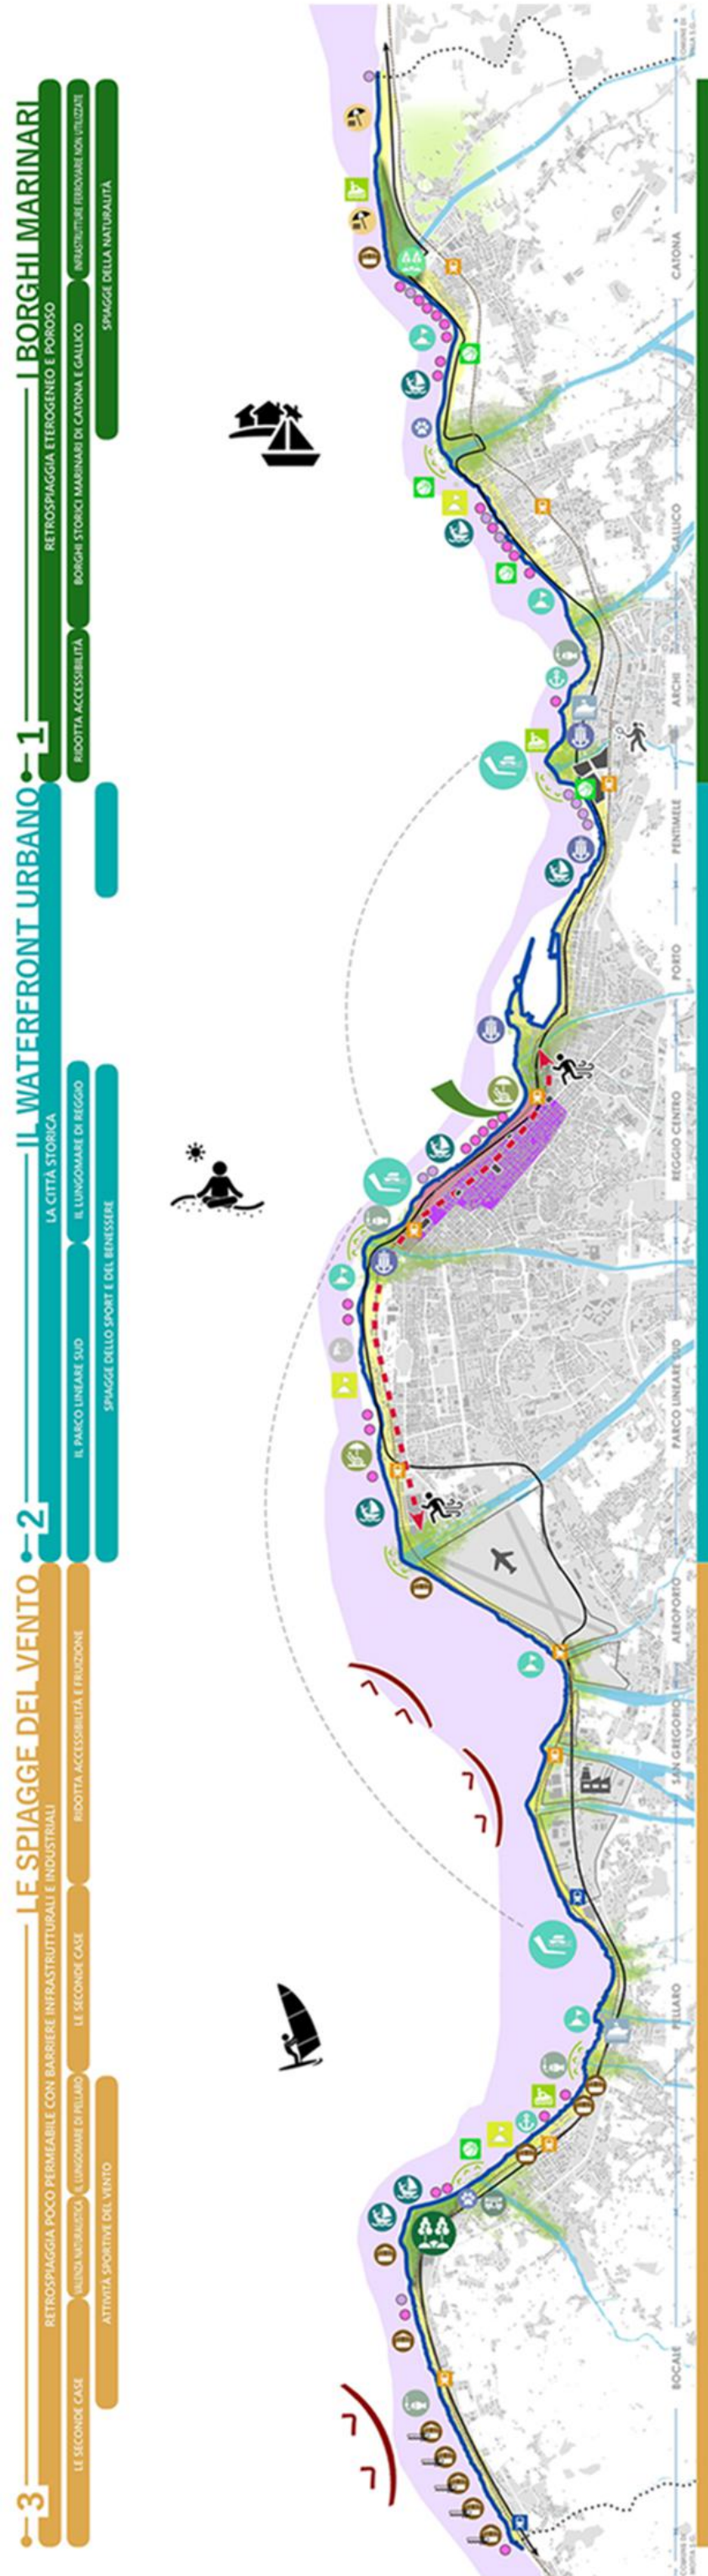 3
LE SPIAGGE DEL VENTO
2
IL WATERFRONT URBANO
1
I BORGHI MARINARI
RETROSPIAGGIA POCO PERMEABILE CON BARRIERE INFRASTRUTTURALI E INDUSTRIALI
LA CITTÀ STORICA
RETROSPIAGGIA ETEROGENEO E POROSO
LE SECONDE CASE
VALENZA NATURALISTICA
IL LUNGOMARE DI PELLARO
LE SECONDE CASE
RIDOTTA ACCESSIBILITÀ E FRUIZIONE
IL PARCO LINEARE SUD
IL LUNGOMARE DI REGGIO
RIDOTTA ACCESSIBILITÀ
BORGHI STORICI MARINARI DI CATONA E GALLICO
INFRASTRUTTURE FERROVIARIE NON UTILIZZATE
ATTIVITÀ SPORTIVE DEL VENTO
SPIAGGE DELLO SPORT E DEL BENESSERE
SPIAGGE DELLA NATURALITÀ
BOCALE
PELLARO
SAN GREGORIO
AEROPORTO
PARCO LINEARE SUD
REGGIO CENTRO
PORTO
PENTIMELE
ARCHI
GALLICO
CATONA